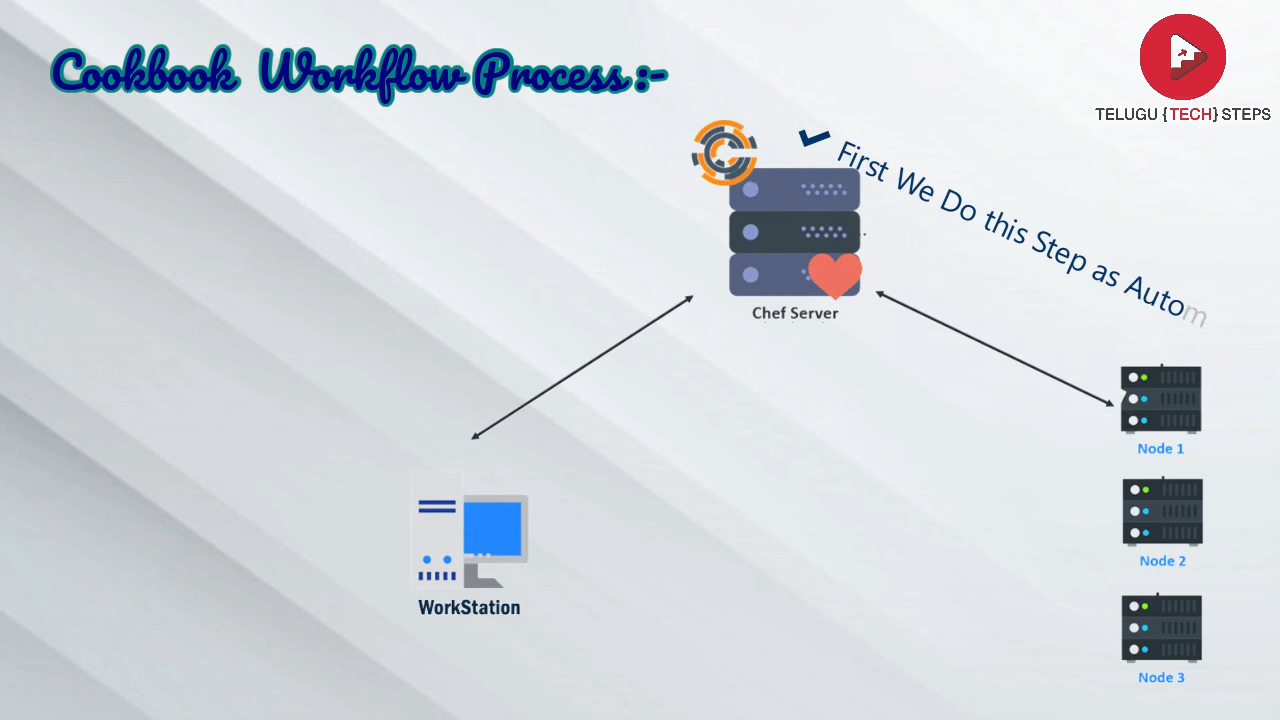 Cookbook Workflow Process :-
TELUGU {TECH} STEPS
✔ First We Do this Step as Autom
Chef Server
Node 1
Node 2
WorkStation
Node 3